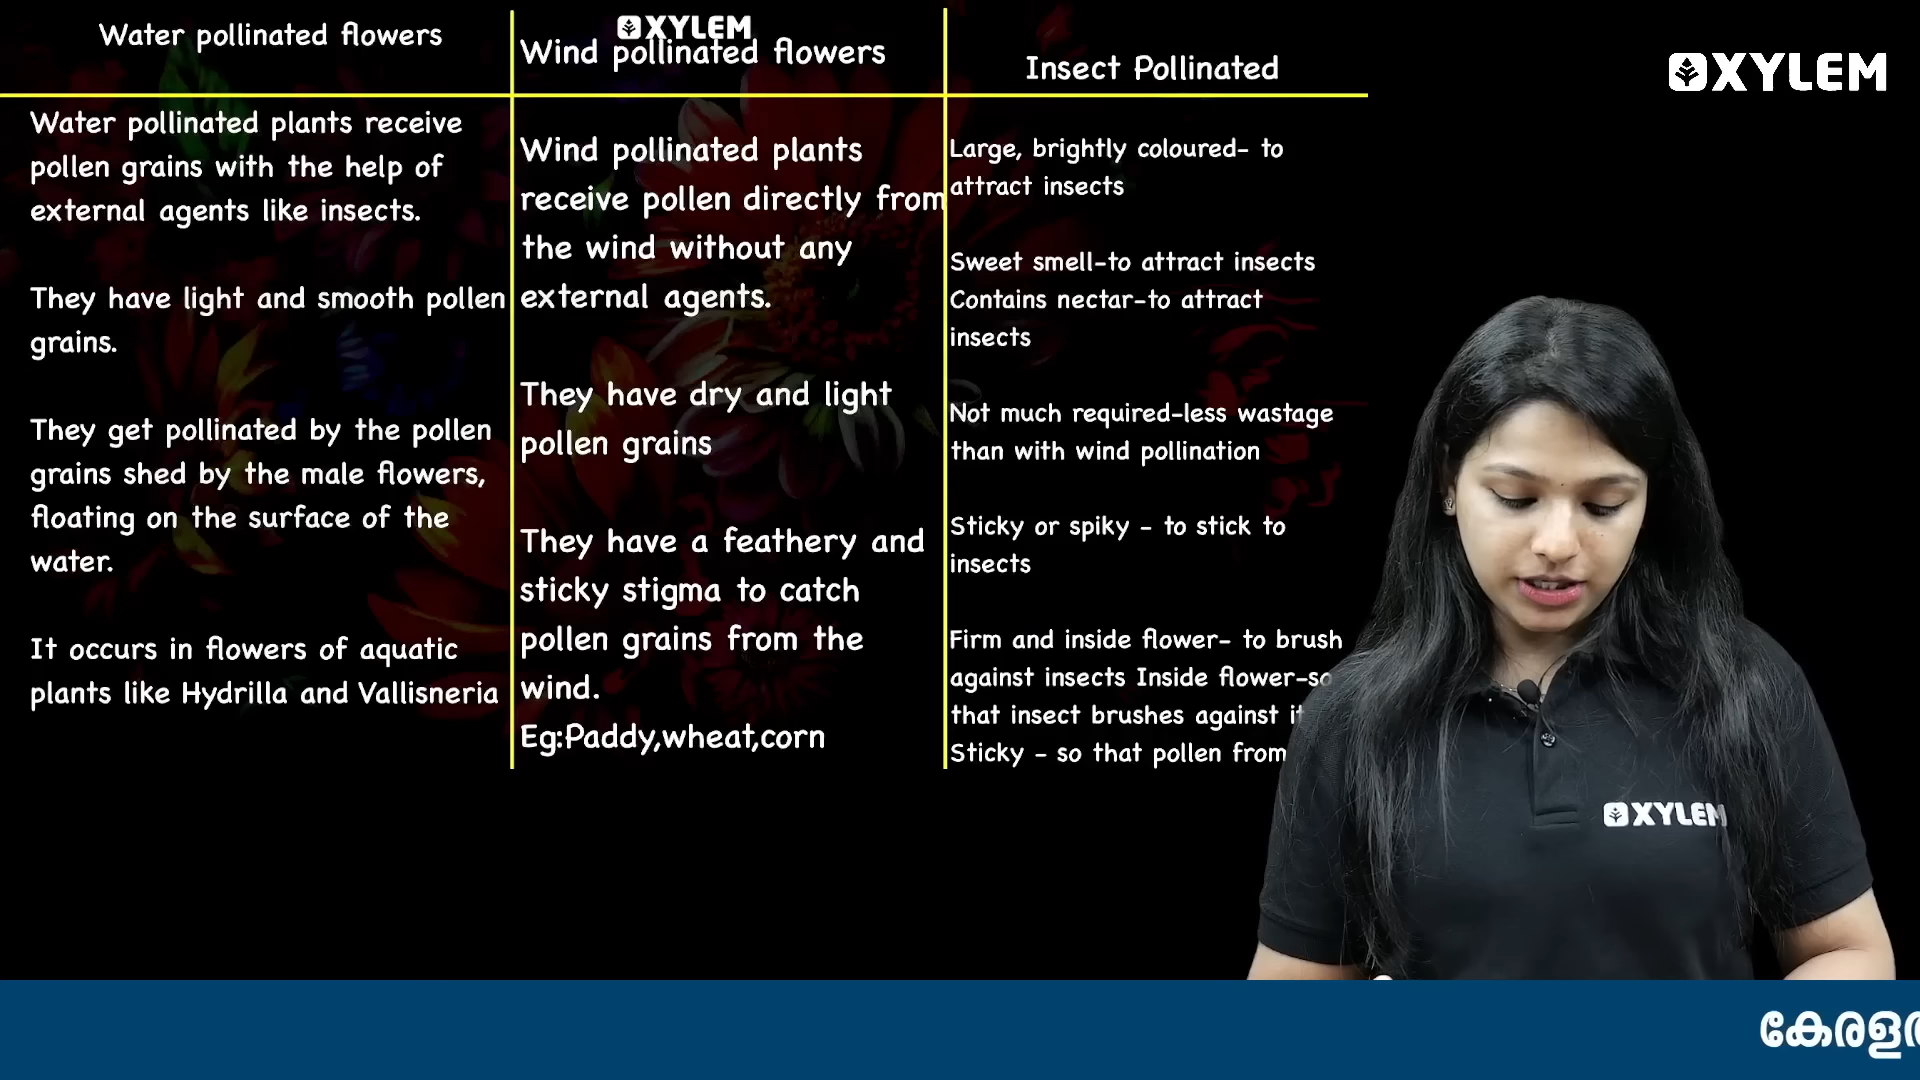 Water pollinated flowers
Water pollinated plants receive
pollen grains with the help of
external agents like insects.
They have light and smooth pollen
grains.
They get pollinated by the pollen
grains shed by the male flowers,
floating on the surface of the
water.
It occurs in flowers of aquatic
plants like Hydrilla and Vallisneria
XYLEM
Wind pollinated flowers
Wind pollinated plants
receive pollen directly from
the wind without any
external agents.
They have dry and light
pollen grains
They have a feathery and
sticky stigma to catch
pollen grains from the
wind.
Eg:Paddy,wheat,corn
Insect Pollinated
Large, brightly coloured- to
attract insects
Sweet smell-to attract insects
Contains nectar-to attract
insects
Not much required-less wastage
than with wind pollination
Sticky or spiky - to stick to
insects
Firm and inside flower- to brush
against insects Inside flower-so
that insect brushes against it
Sticky - so that pollen from
XYLEM
XYLEM